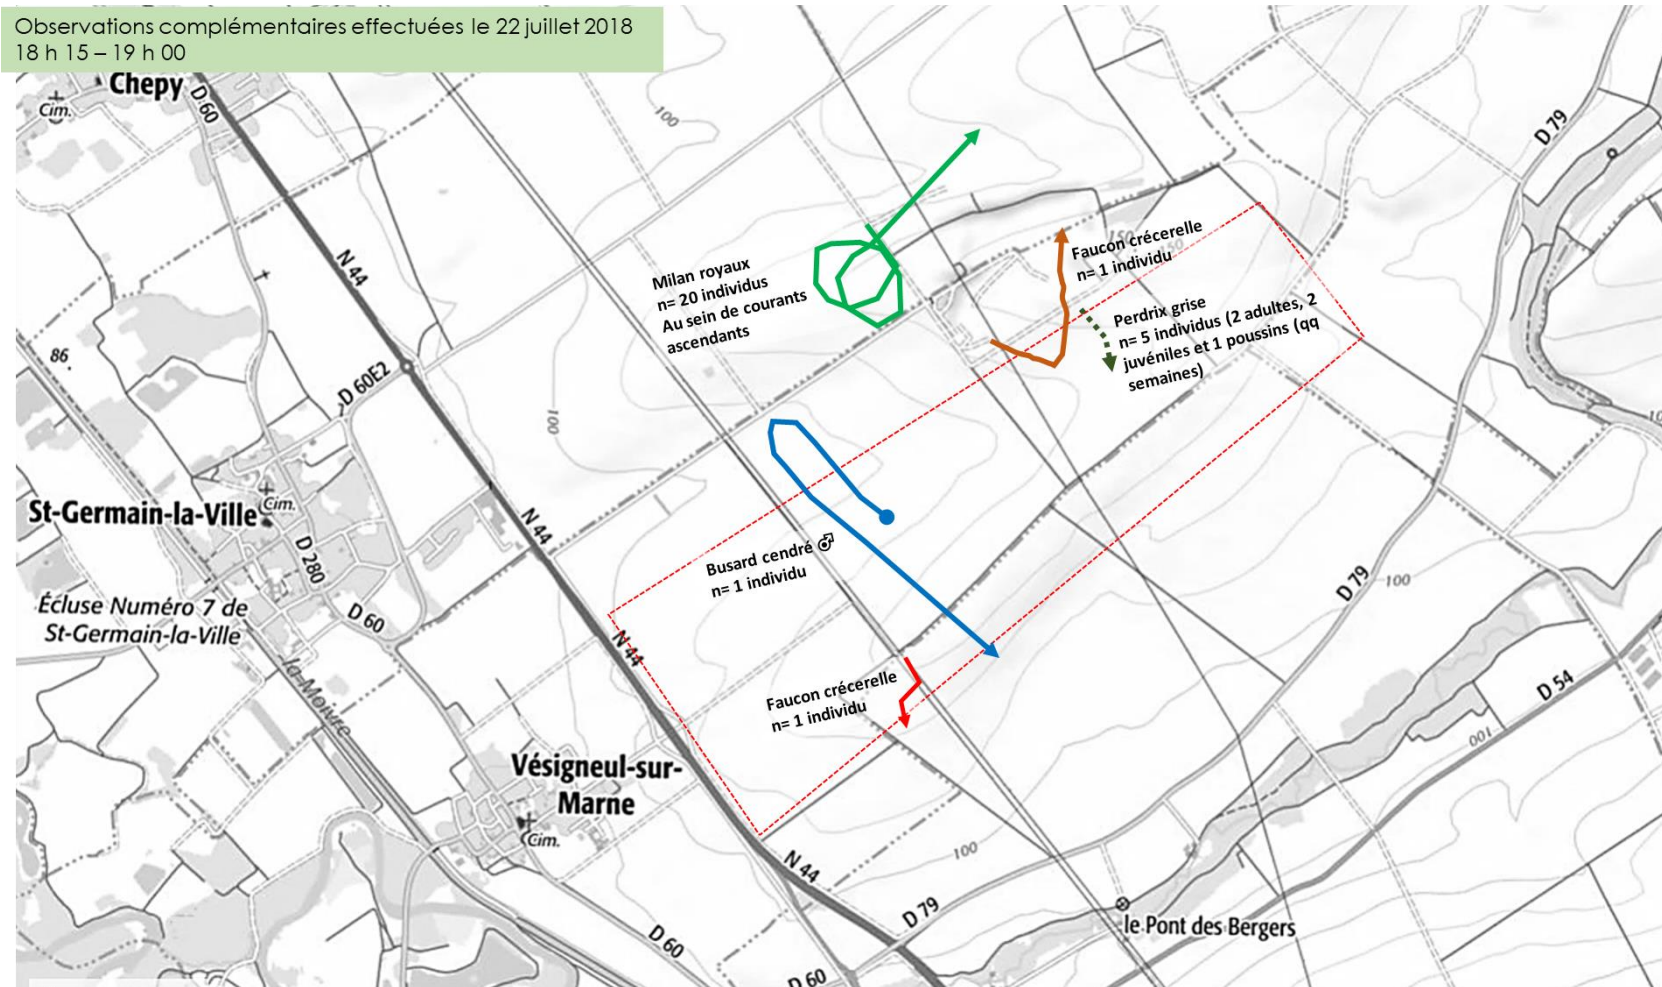 Observations complémentaires effectuées le 22 juillet 2018
18 h 15 – 19 h 00
Chepy
Cim.
D 60
100
D 79
N 44
Milan royaux
n= 20 individus
Au sein de courants
ascendants
150
150
Faucon crécerelle
n= 1 individu
Perdrix grise
n= 5 individus (2 adultes, 2
juvéniles et 1 poussins (qq
semaines)
86
D 60E2
100
10
St-Germain-la-Ville
Cim.
N 44
D 280
Busard cendré ♂
n= 1 individu
D 79
100
Écluse Numéro 7 de
St-Germain-la-Ville
D 60
N 44
la Moivre
Faucon crécerelle
n= 1 individu
D 54
100
Vésigneul-sur-
Marne
Cim.
N 44
100
D 79
le Pont des Bergers
D 60
D 60